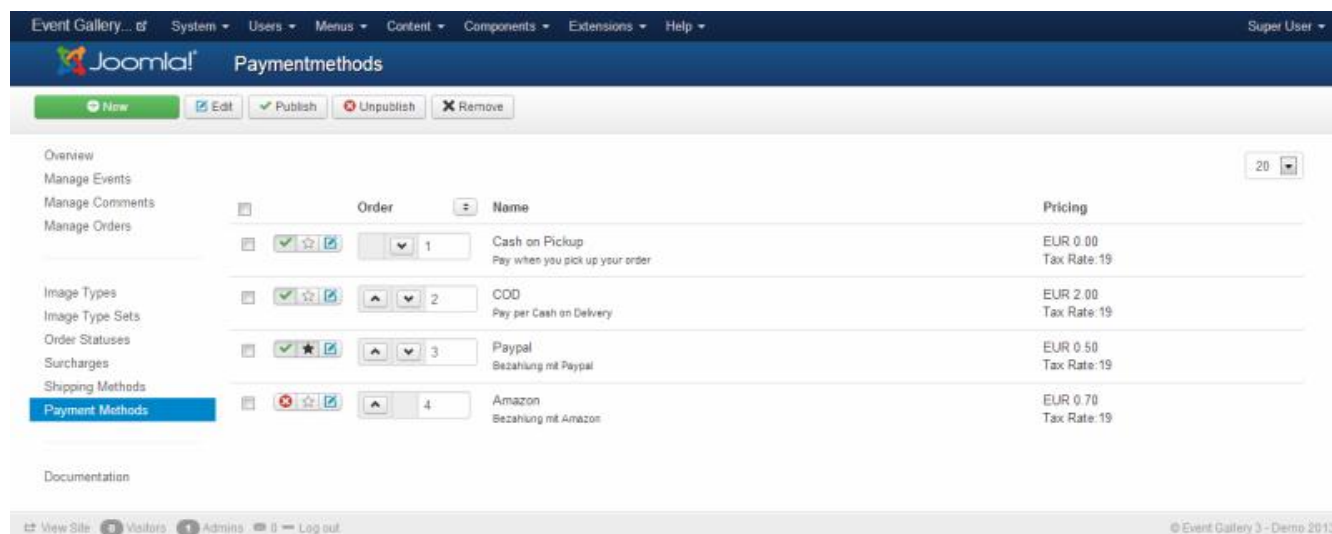 Event Gallery... System Users Menus Content Components Extensions Help Super User
Joomla! Paymentmethods
New Edit Publish Unpublish Remove
Overview
20
Manage Events
Manage Comments
Order Name Pricing
Manage Orders
1 Cash on Pickup EUR 0.00
Pay when you pick up your order Tax Rate:19
Image Types
2 COD EUR 2.00
Image Type Sets
Pay per Cash on Delivery Tax Rate:19
Order Statuses
3 Paypal EUR 0.50
Surcharges
Bezahlung mit Paypal Tax Rate:19
Shipping Methods
4 Amazon EUR 0.70
Payment Methods
Bezahlung mit Amazon Tax Rate:19
Documentation
View Site Visitors 1 Admins 0 Log out © Event Gallery 3 - Demo 2013